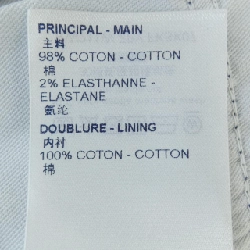 PRINCIPAL - MAIN
主料
98% COTON - COTTON
棉
2% ELASTHANNE -
ELASTANE
氨纶
DOUBLURE - LINING
内衬
100% COTON - COTTON
棉